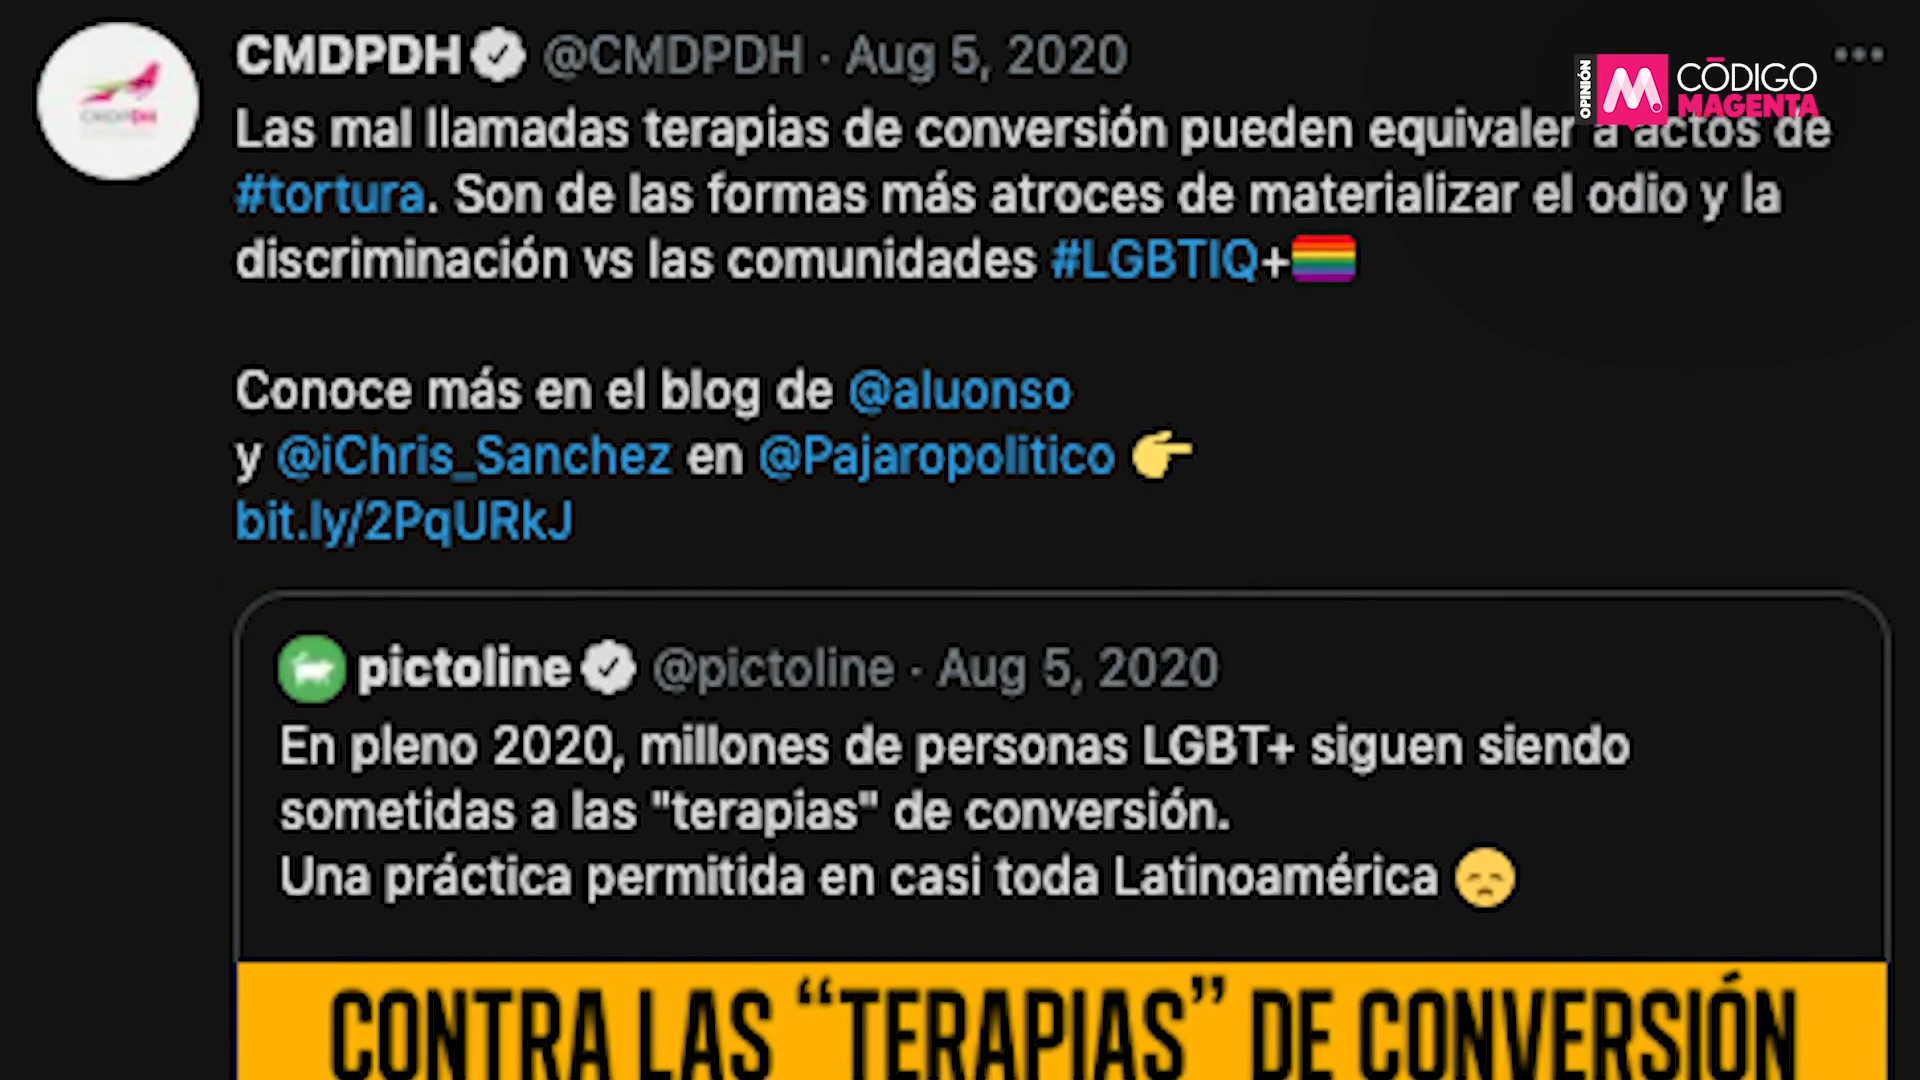 CMDPDH @CMDPDH · Aug 5, 2020
OPINIÓN
CÓDIGO
MAGENTA
Las mal llamadas terapias de conversión pueden equivaler a actos de
#tortura. Son de las formas más atroces de materializar el odio y la
discriminación vs las comunidades #LGBTIQ+🏳️‍🌈
Conoce más en el blog de @aluonso
y @iChris_Sanchez en @Pajaropolitico 👉
bit.ly/2PqURkJ
pictoline @pictoline · Aug 5, 2020
En pleno 2020, millones de personas LGBT+ siguen siendo
sometidas a las "terapias" de conversión.
Una práctica permitida en casi toda Latinoamérica 😞
CONTRA LAS “TERAPIAS” DE CONVERSIÓN